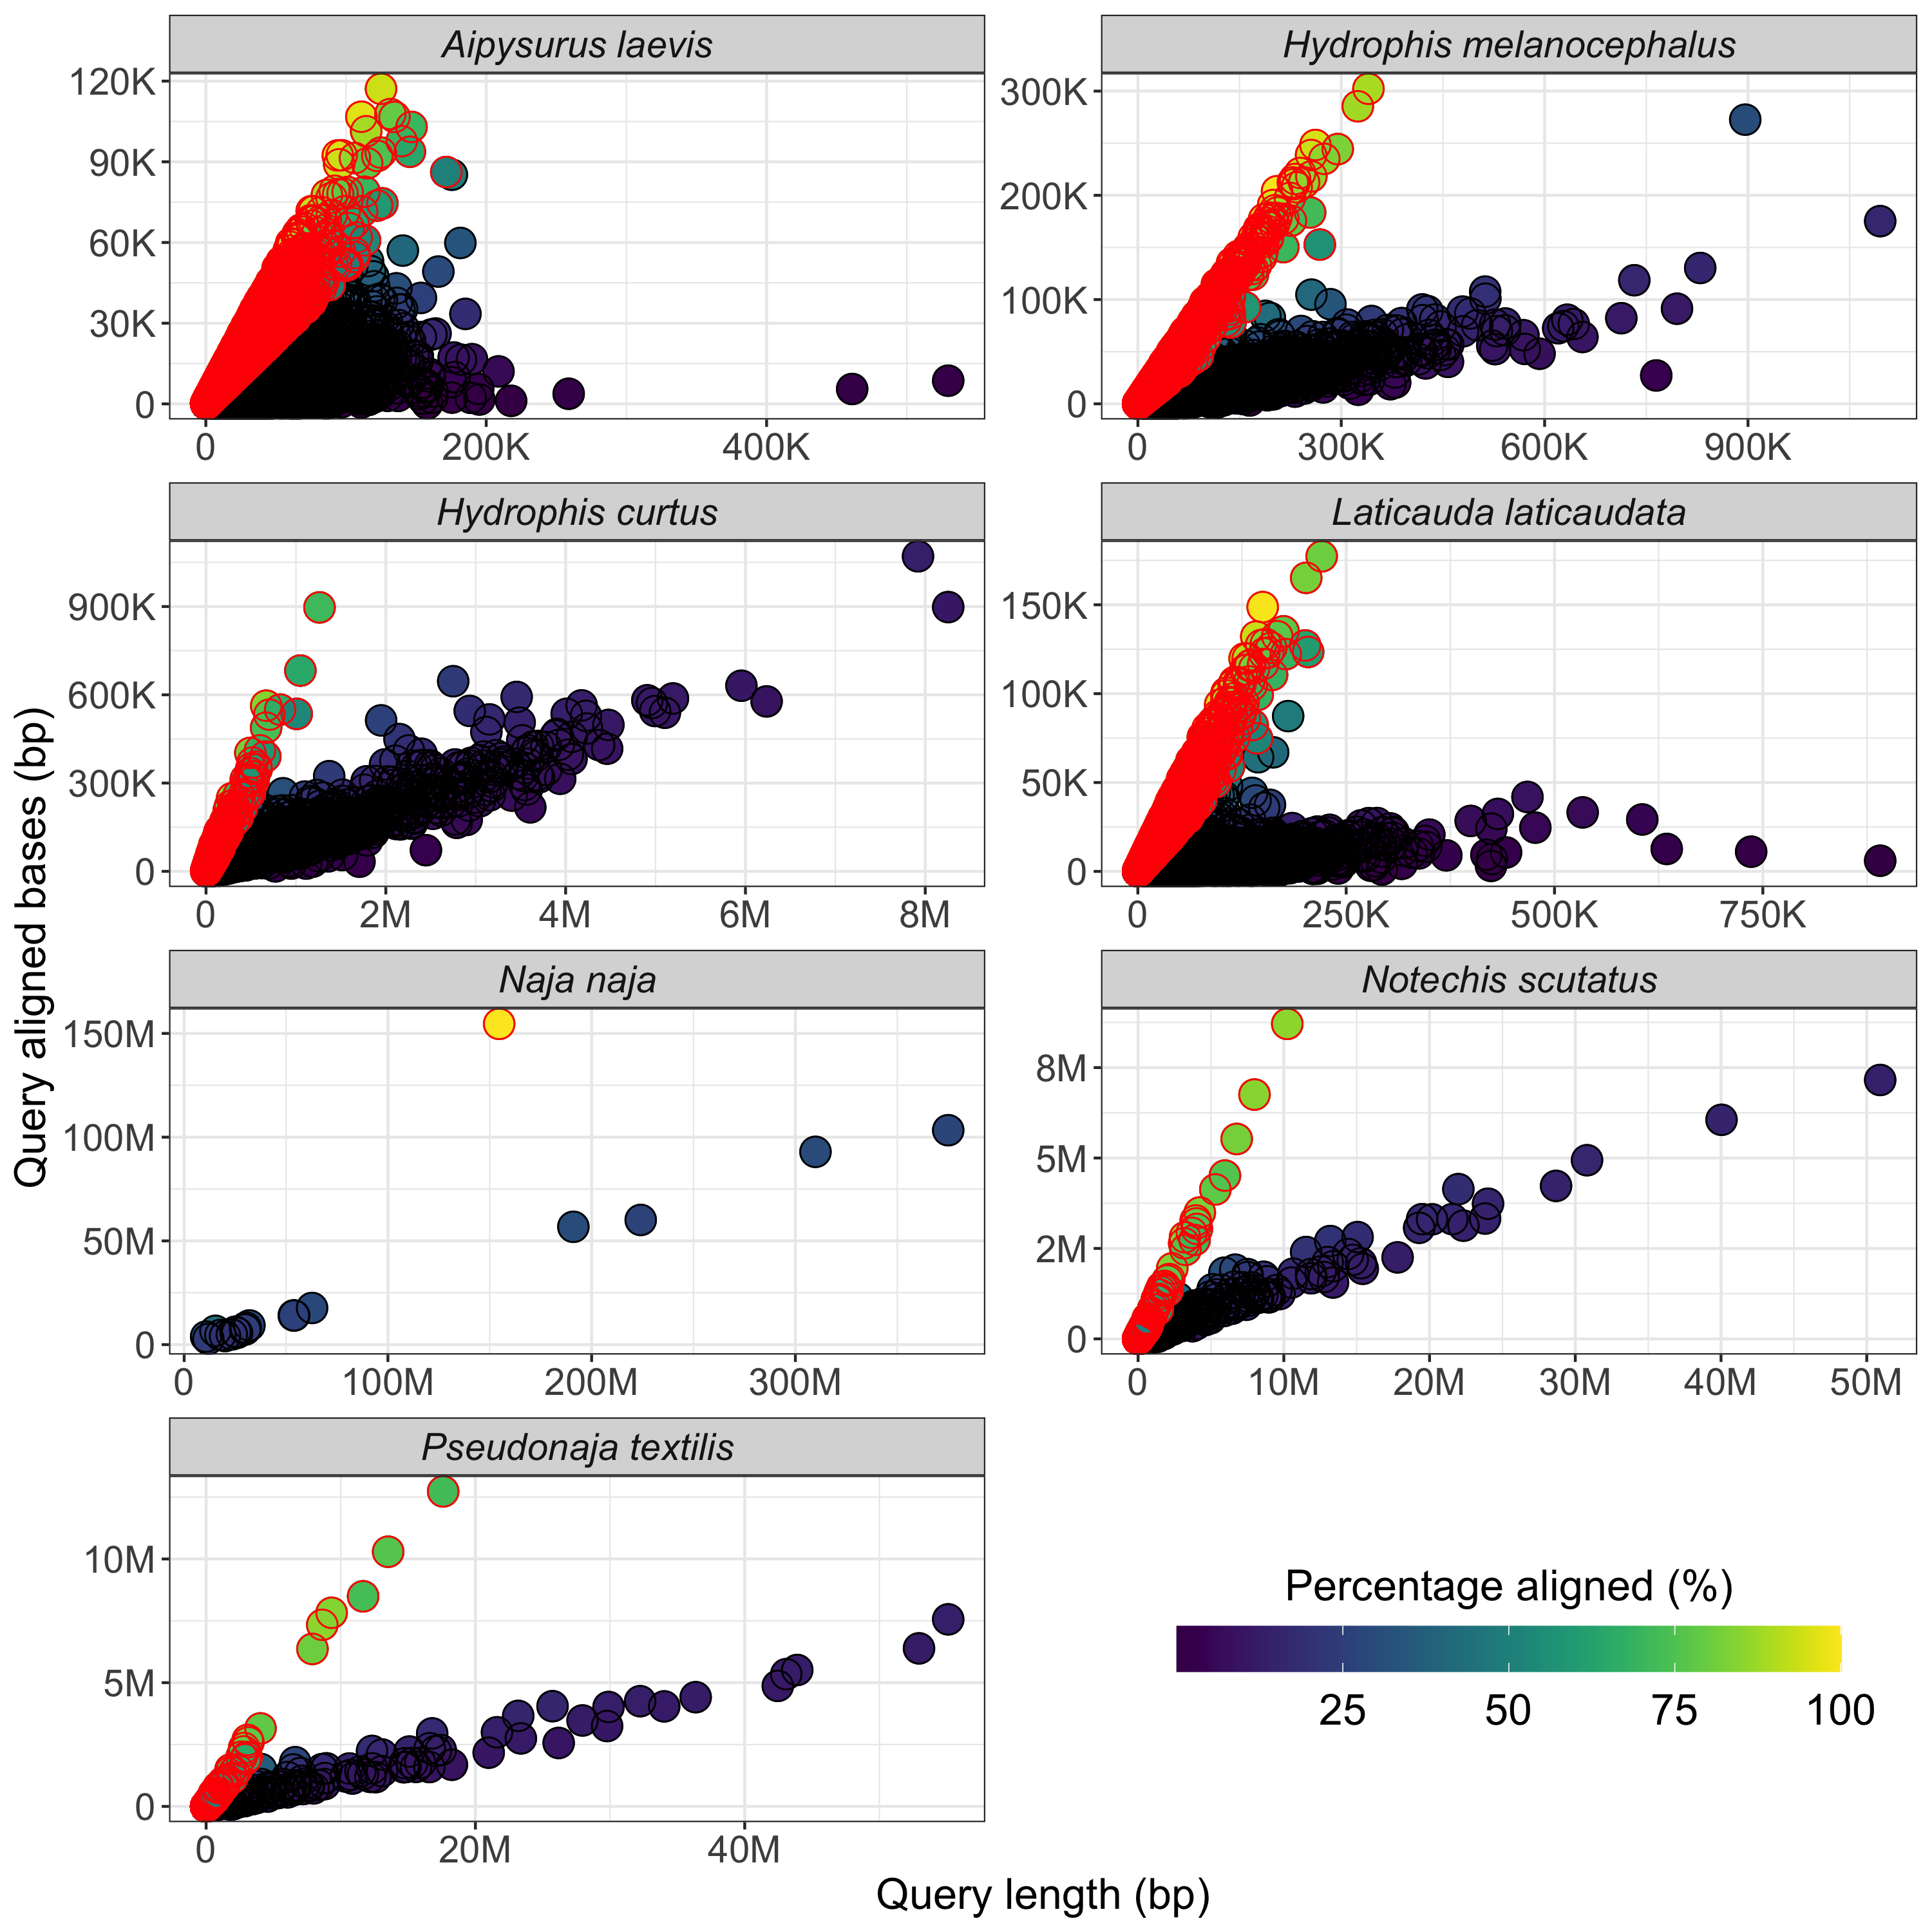 Aipysurus laevis
Hydrophis melanocephalus
120K
90K
60K
30K
0
0
200K
400K
300K
200K
100K
0
0
300K
600K
900K
Hydrophis curtus
Laticauda laticaudata
900K
600K
300K
0
0
2M
4M
6M
8M
150K
100K
50K
0
0
250K
500K
750K
Query aligned bases (bp)
Naja naja
Notechis scutatus
150M
100M
50M
0
0
100M
200M
300M
8M
5M
2M
0
0
10M
20M
30M
40M
50M
Pseudonaja textilis
10M
5M
0
0
20M
40M
Percentage aligned (%)
25
50
75
100
Query length (bp)